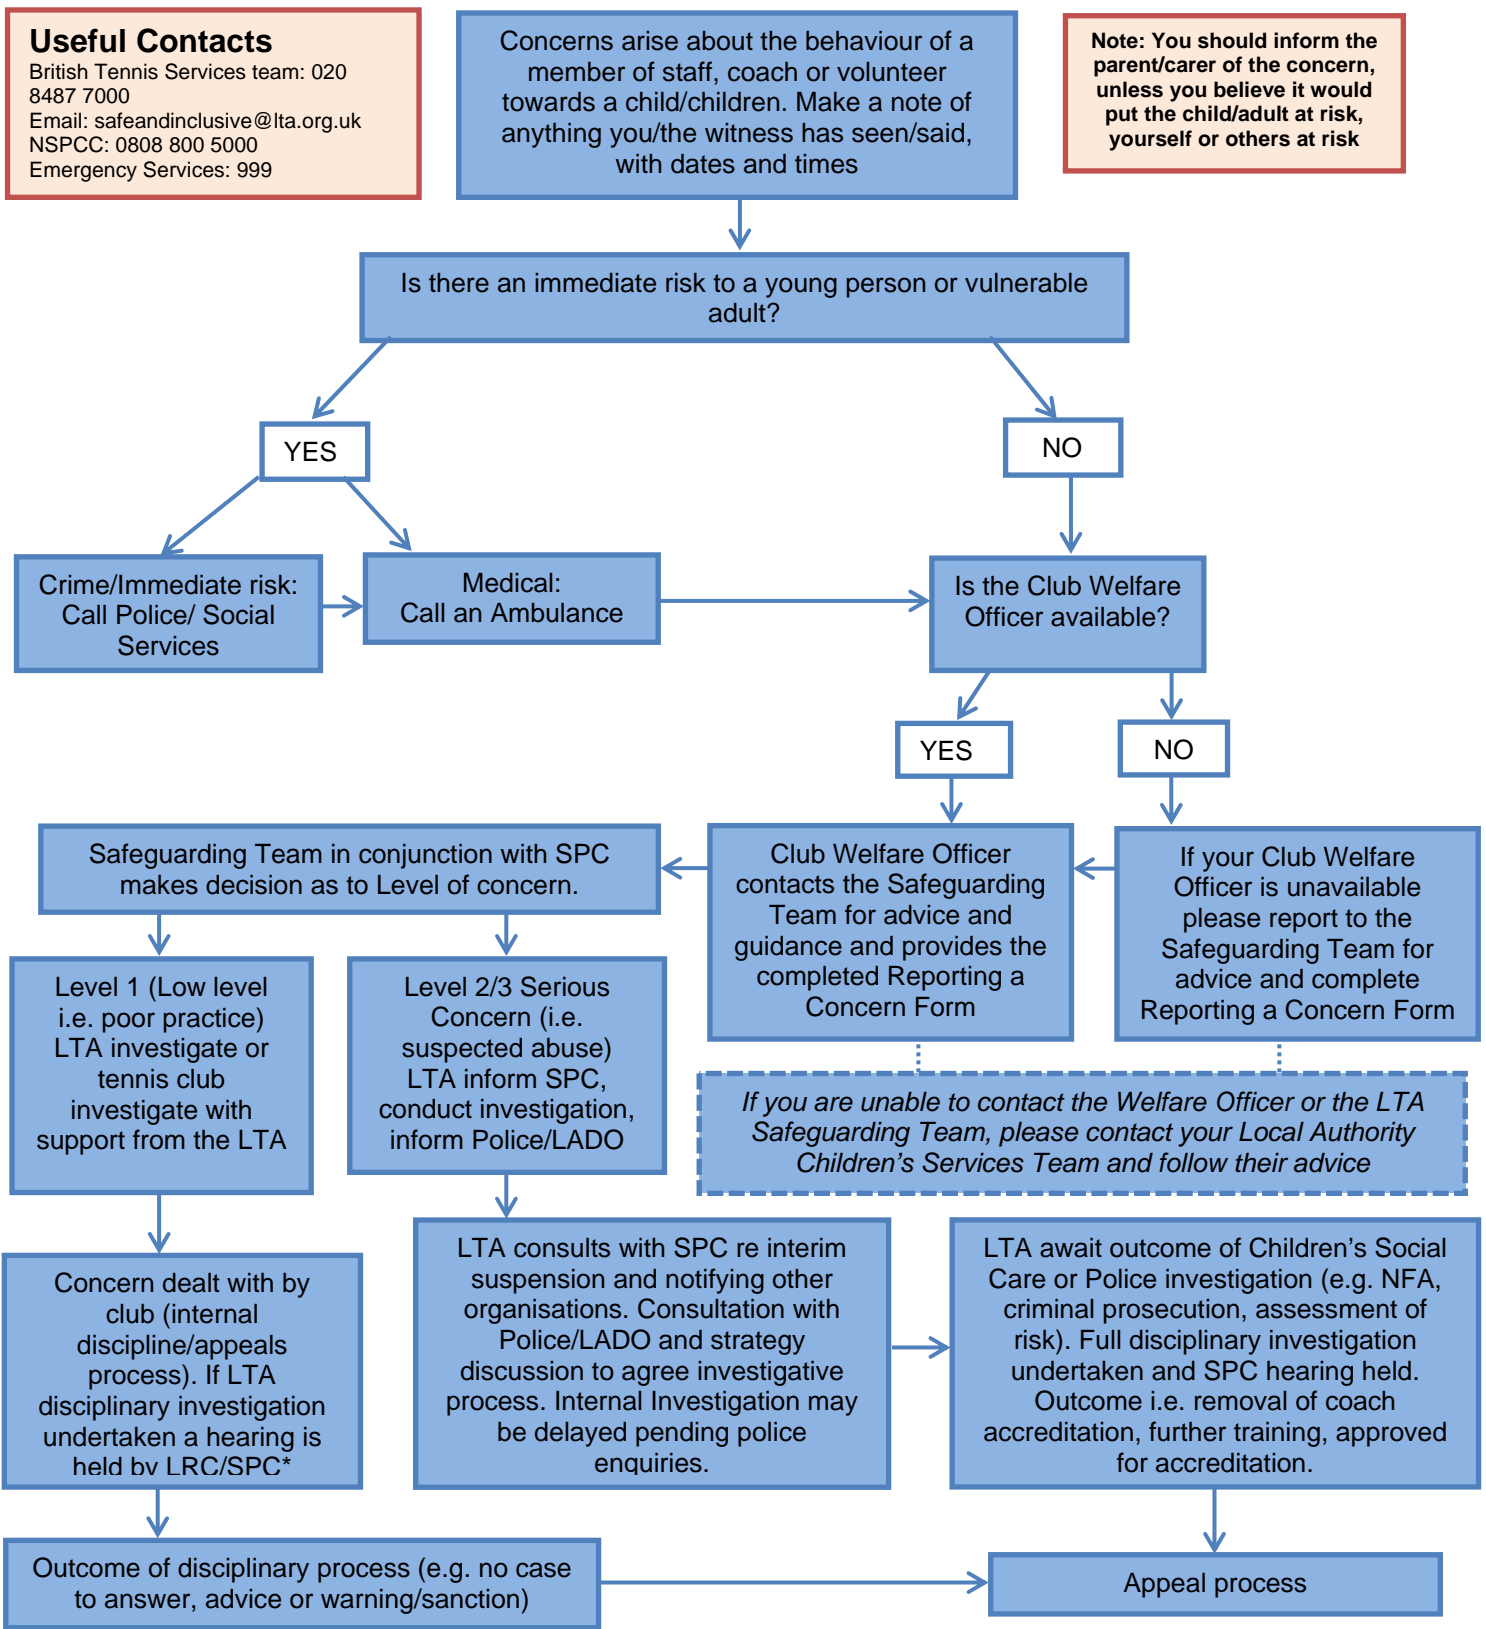 Useful Contacts
British Tennis Services team: 020
8487 7000
Email: safeandinclusive@lta.org.uk
NSPCC: 0808 800 5000
Emergency Services: 999
Concerns arise about the behaviour of a
member of staff, coach or volunteer
towards a child/children. Make a note of
anything you/the witness has seen/said,
with dates and times
Note: You should inform the
parent/carer of the concern,
unless you believe it would
put the child/adult at risk,
yourself or others at risk
Is there an immediate risk to a young person or vulnerable
adult?
YES
NO
Crime/Immediate risk:
Call Police/ Social
Services
Medical:
Call an Ambulance
Is the Club Welfare
Officer available?
YES
NO
Safeguarding Team in conjunction with SPC
makes decision as to Level of concern.
Club Welfare Officer
contacts the Safeguarding
Team for advice and
guidance and provides the
completed Reporting a
Concern Form
If your Club Welfare
Officer is unavailable
please report to the
Safeguarding Team for
advice and complete
Reporting a Concern Form
Level 1 (Low level
i.e. poor practice)
LTA investigate or
tennis club
investigate with
support from the LTA
Level 2/3 Serious
Concern (i.e.
suspected abuse)
LTA inform SPC,
conduct investigation,
inform Police/LADO
If you are unable to contact the Welfare Officer or the LTA
Safeguarding Team, please contact your Local Authority
Children’s Services Team and follow their advice
Concern dealt with by
club (internal
discipline/appeals
process). If LTA
disciplinary investigation
undertaken a hearing is
held by LRC/SPC*
LTA consults with SPC re interim
suspension and notifying other
organisations. Consultation with
Police/LADO and strategy
discussion to agree investigative
process. Internal Investigation may
be delayed pending police
enquiries.
LTA await outcome of Children’s Social
Care or Police investigation (e.g. NFA,
criminal prosecution, assessment of
risk). Full disciplinary investigation
undertaken and SPC hearing held.
Outcome i.e. removal of coach
accreditation, further training, approved
for accreditation.
Outcome of disciplinary process (e.g. no case
to answer, advice or warning/sanction)
Appeal process